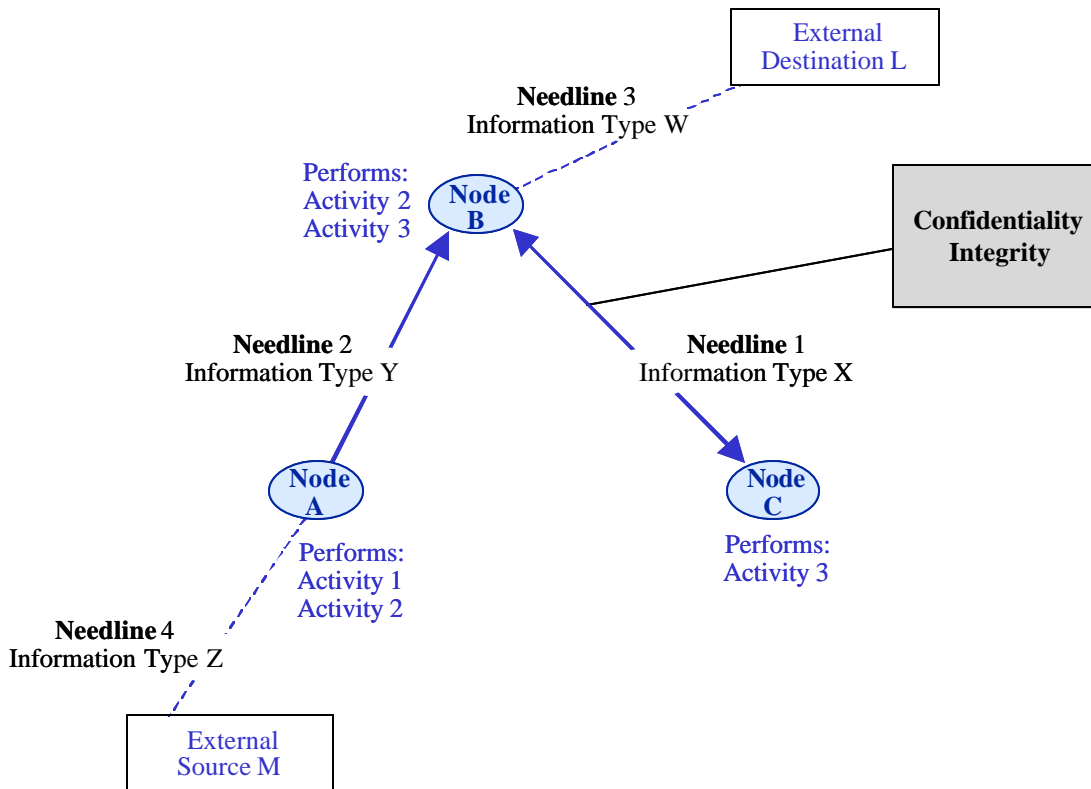 External
Destination L
Needline 3
Information Type W
Performs:
Activity 2
Activity 3
Node
B
Confidentiality
Integrity
Needline 2
Information Type Y
Needline 1
Information Type X
Node
A
Node
C
Performs:
Activity 1
Activity 2
Performs:
Activity 3
Needline 4
Information Type Z
External
Source M